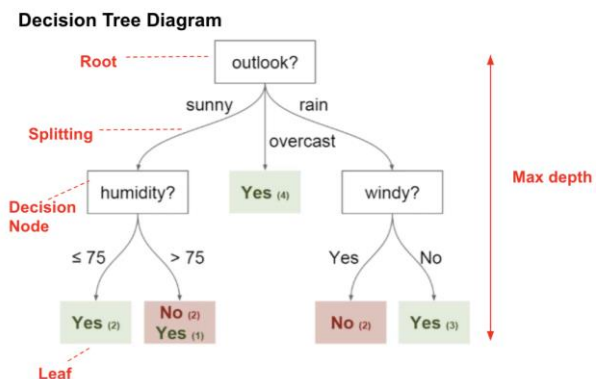 Decision Tree Diagram
Root
outlook?
sunny
rain
Splitting
overcast
humidity?
Yes (4)
windy?
Max depth
Decision
Node
≤ 75
> 75
Yes
No
Yes (2)
No (2)
Yes (1)
No (2)
Yes (3)
Leaf